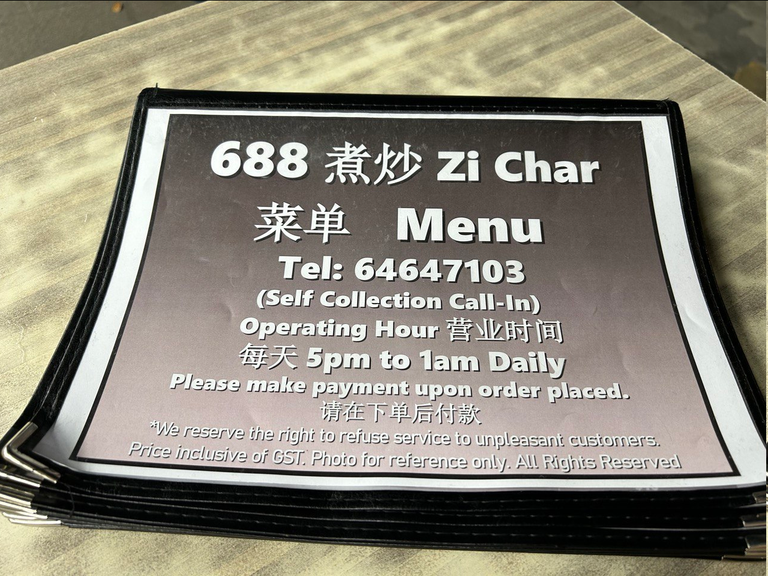 688 煮炒 Zi Char
菜单 Menu
Tel: 64647103
(Self Collection Call-In)
Operating Hour 营业时间
每天 5pm to 1am Daily
Please make payment upon order placed.
请在下单后付款
*We reserve the right to refuse service to unpleasant customers.
Price inclusive of GST. Photo for reference only. All Rights Reserved